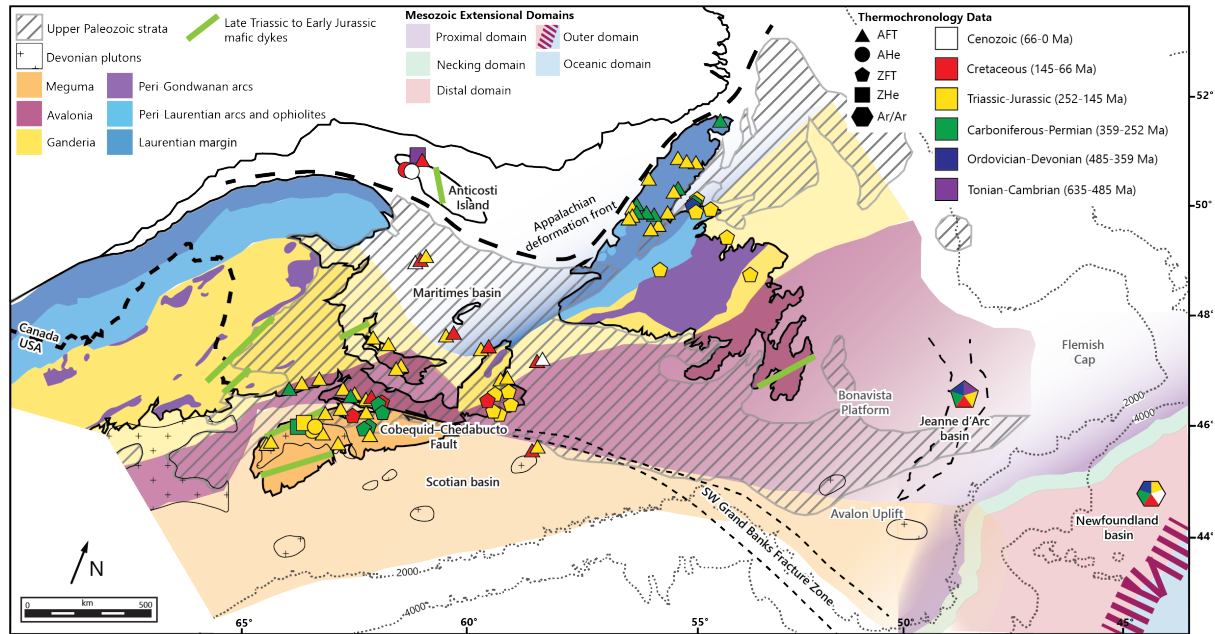 Upper Paleozoic strata
Late Triassic to Early Jurassic
mafic dykes
Devonian plutons
Meguma
Peri-Gondwanan arcs
Avalonia
Peri-Laurentian arcs and ophiolites
Ganderia
Laurentian margin
Mesozoic Extensional Domains
Proximal domain
Outer domain
Necking domain
Oceanic domain
Distal domain
Thermochronology Data
AFT
AHe
ZFT
ZHe
Ar/Ar
Cenozoic (66-0 Ma)
Cretaceous (145-66 Ma)
Triassic-Jurassic (252-145 Ma)
Carboniferous-Permian (359-252 Ma)
Ordovician-Devonian (485-359 Ma)
Tonian-Cambrian (635-485 Ma)
52°
50°
48°
46°
44°
Anticosti
Island
Appalachian
deformation front
Maritimes basin
Canada
USA
Flemish
Cap
Bonavista
Platform
2000
4000
Jeanne d'Arc
basin
Cobequid-Chedabucto
Fault
Scotian basin
SW Grand Banks Fracture Zone
Avalon Uplift
Newfoundland
basin
2000
4000
N
km
0
500
65°
60°
55°
50°
45°